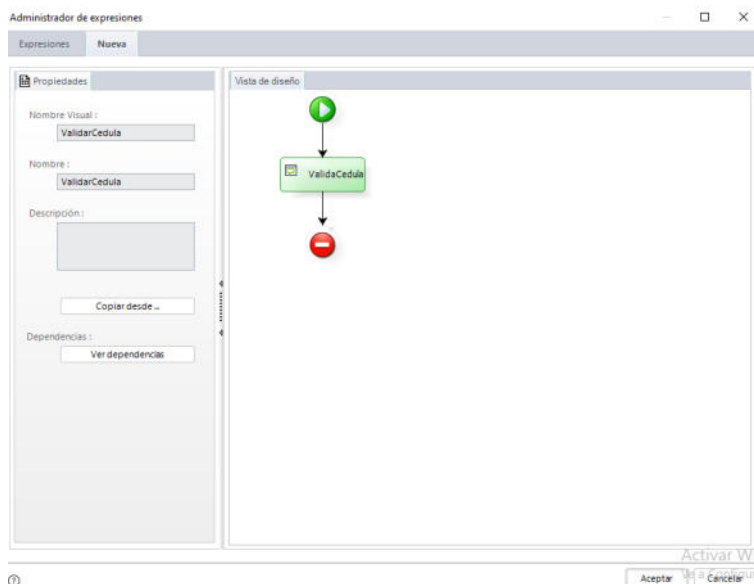 Administrador de expresiones
Expresiones Nueva
Propiedades
Nombre Visual :
ValidarCedula
Nombre :
ValidarCedula
Descripción :
Copiar desde ..
Dependencias :
Ver dependencias
Vista de diseño
ValidaCedula
Activar W
Aceptar Cancelar